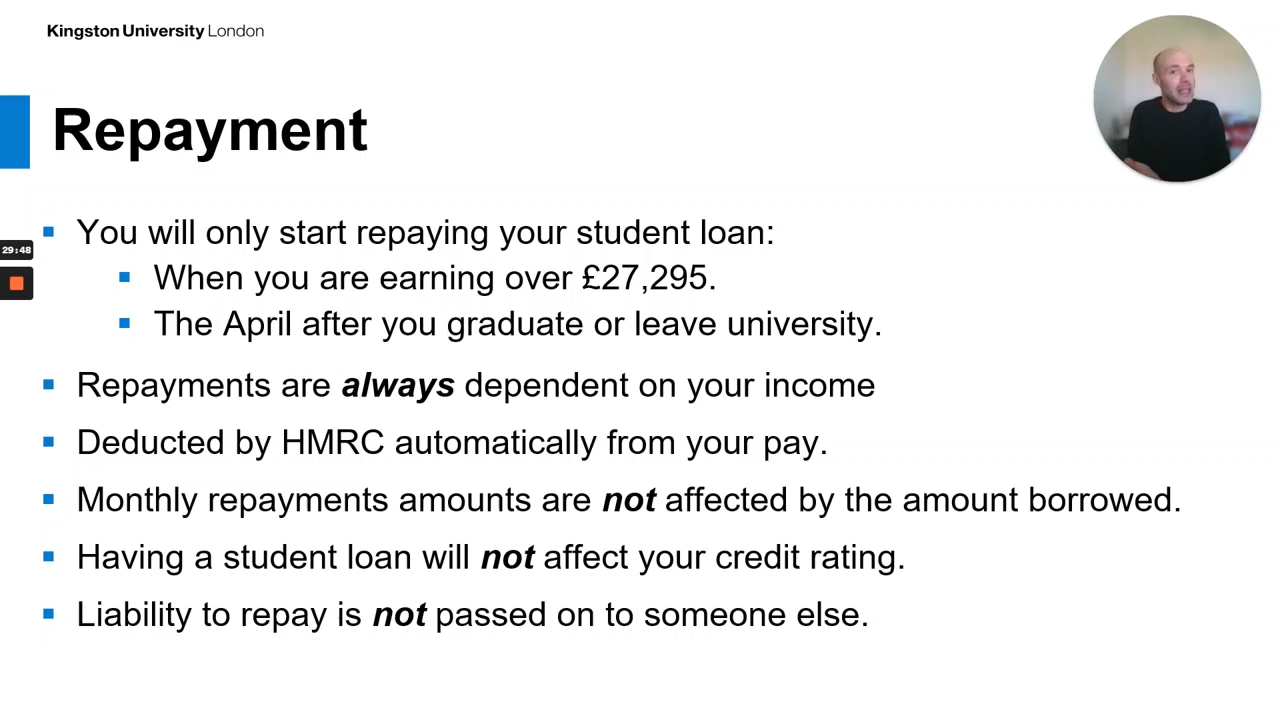 Kingston University London
Repayment
You will only start repaying your student loan:
When you are earning over £27,295.
The April after you graduate or leave university.
29:48
Repayments are always dependent on your income
Deducted by HMRC automatically from your pay.
Monthly repayments amounts are not affected by the amount borrowed.
Having a student loan will not affect your credit rating.
Liability to repay is not passed on to someone else.